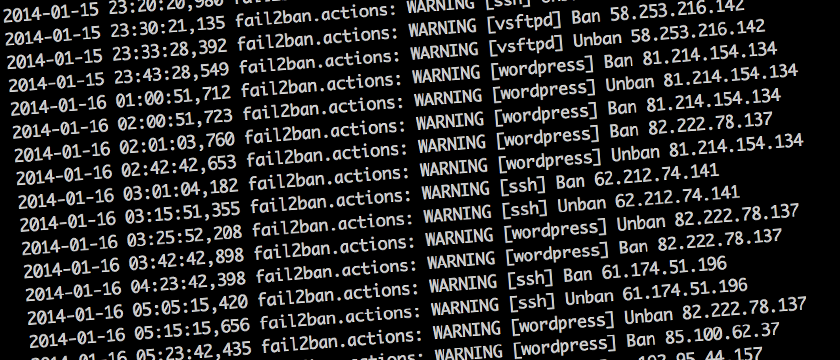 2014-01-15 23:20:20,980
2014-01-15 23:30:21,135 fail2ban.actions: WARNING [ssh]
2014-01-15 23:33:28,392 fail2ban.actions: WARNING [vsftpd] Ban 58.253.216.142
2014-01-15 23:43:28,549 fail2ban.actions: WARNING [vsftpd] Unban 58.253.216.142
2014-01-16 01:00:51,712 fail2ban.actions: WARNING [wordpress] Ban 81.214.154.134
2014-01-16 02:00:51,723 fail2ban.actions: WARNING [wordpress] Unban 81.214.154.134
2014-01-16 02:01:03,760 fail2ban.actions: WARNING [wordpress] Ban 81.214.154.134
2014-01-16 02:42:42,653 fail2ban.actions: WARNING [wordpress] Ban 82.222.78.137
2014-01-16 03:01:04,182 fail2ban.actions: WARNING [wordpress] Unban 81.214.154.134
2014-01-16 03:15:51,355 fail2ban.actions: WARNING [ssh] Ban 62.212.74.141
2014-01-16 03:25:52,208 fail2ban.actions: WARNING [ssh] Unban 62.212.74.141
2014-01-16 03:42:42,898 fail2ban.actions: WARNING [wordpress] Unban 82.222.78.137
2014-01-16 04:23:42,398 fail2ban.actions: WARNING [wordpress] Ban 82.222.78.137
2014-01-16 05:05:15,420 fail2ban.actions: WARNING [ssh] Ban 61.174.51.196
2014-01-16 05:15:15,656 fail2ban.actions: WARNING [ssh] Unban 61.174.51.196
2014-01-16 05:23:42,435 fail2ban.actions: WARNING [wordpress] Unban 82.222.78.137
fail2ban.actions: WARNING [wordpress] Ban 85.100.62.37